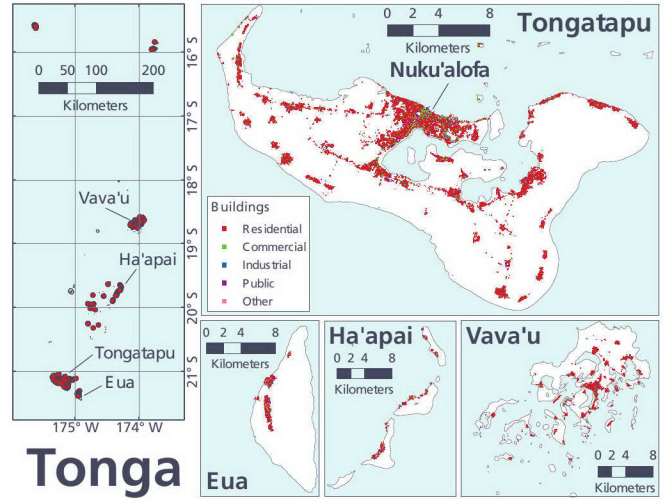 0 50 100 200
Kilometers
Vava'u
Ha'apai
Tongatapu
Eua
16°S
17°S
18°S
19°S
20°S
21°S
175°W 174°W
Tonga
0 2 4 8
Kilometers
Tongatapu
Nuku'alofa
Buildings
Residential
Commercial
Industrial
Public
Other
0 2 4 8
Kilometers
Eua
Ha'apai
0 2 4 8
Kilometers
Vava'u
0 2 4 8
Kilometers